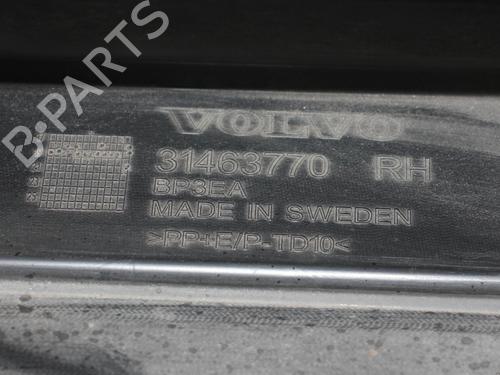 B-PARTS
VOLVO
31463770 RH
BP3EA
MADE IN SWEDEN
>PP+E/P-TD10<